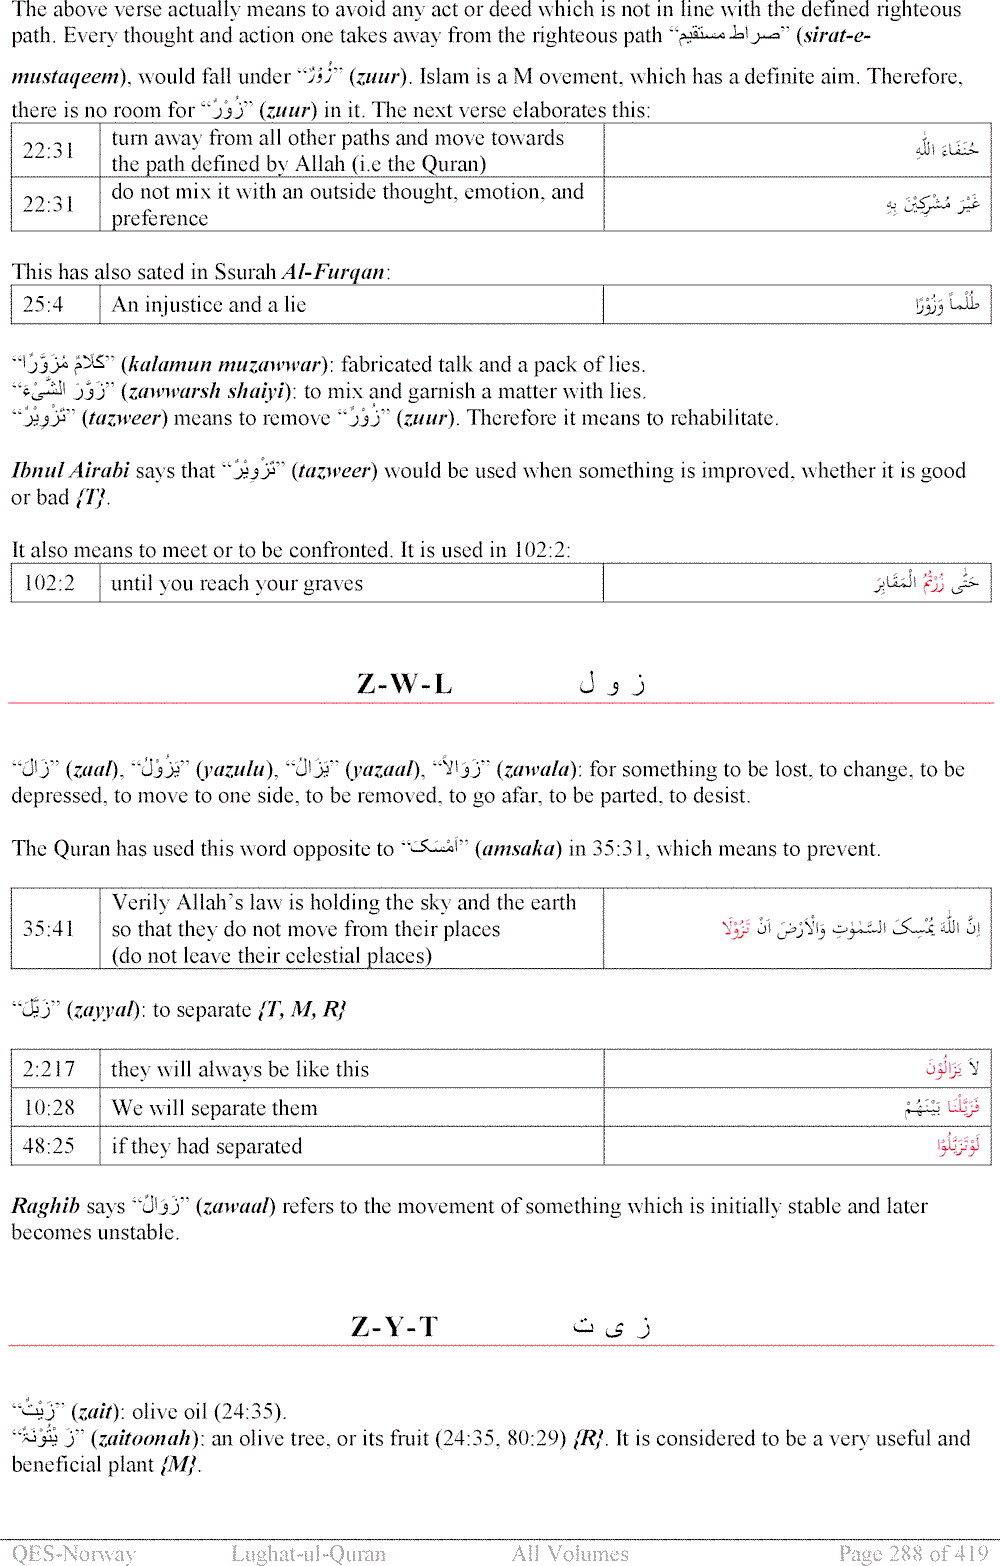 The above verse actually means to avoid any act or deed which is not in line with the defined righteous
path. Every thought and action one takes away from the righteous path “صراط مستقیم” (sirat-e-
mustaqeem), would fall under “زُوْرٌ” (zuur). Islam is a M ovement, which has a definite aim. Therefore,
there is no room for “زُوْرٌ” (zuur) in it. The next verse elaborates this:
22:31 turn away from all other paths and move towards
the path defined by Allah (i.e the Quran) حُنَفَاءَ اللّٰهِ
22:31 do not mix it with an outside thought, emotion, and
preference غَيْرَ مُشْرِكِيْنَ بِهٖ
This has also sated in Ssurah Al-Furqan:
25:4 An injustice and a lie ظُلْماً وَزُوْرًا
“كَلَامٌ مُزَوَّرًا” (kalamun muzawwar): fabricated talk and a pack of lies.
“زَوَّرَ الشَّیْءَ” (zawwarsh shaiyi): to mix and garnish a matter with lies.
“تَزْوِيْرٌ” (tazweer) means to remove “زُوْرٌ” (zuur). Therefore it means to rehabilitate.
Ibnul Airabi says that “تَزْوِيْرٌ” (tazweer) would be used when something is improved, whether it is good
or bad {T}.
It also means to meet or to be confronted. It is used in 102:2:
102:2 until you reach your graves حَتّٰى زُرْتُمُ الْمَقَابِرَ
Z-W-L ز و ل
“زَالَ” (zaal), “يَزُوْلُ” (yazulu), “يَزَالُ” (yazaal), “زَوَالاً” (zawala): for something to be lost, to change, to be
depressed, to move to one side, to be removed, to go afar, to be parted, to desist.
The Quran has used this word opposite to “اَمْسَکَ” (amsaka) in 35:31, which means to prevent.
35:41 Verily Allah’s law is holding the sky and the earth
so that they do not move from their places
(do not leave their celestial places) اِنَّ اللّٰهَ يُمْسِکَ السَّمٰوٰتِ وَالْاَرْضَ اَنْ تَزُوْلَا
“زَيَّلَ” (zayyal): to separate {T, M, R}
2:217 they will always be like this لاَ يَزَالُوْنَ
10:28 We will separate them فَزَيَّلْنَا بَيْنَهُمْ
48:25 if they had separated لَوْتَزَيَّلُوْا
Raghib says “زَوَالٌ” (zawaal) refers to the movement of something which is initially stable and later
becomes unstable.
Z-Y-T ز ی ت
“زَيْتٌ” (zait): olive oil (24:35).
“زَ يْتُوْنَةٌ” (zaitoonah): an olive tree, or its fruit (24:35, 80:29) {R}. It is considered to be a very useful and
beneficial plant {M}.
QES-Norway Lughat-ul-Quran All Volumes Page 288 of 419